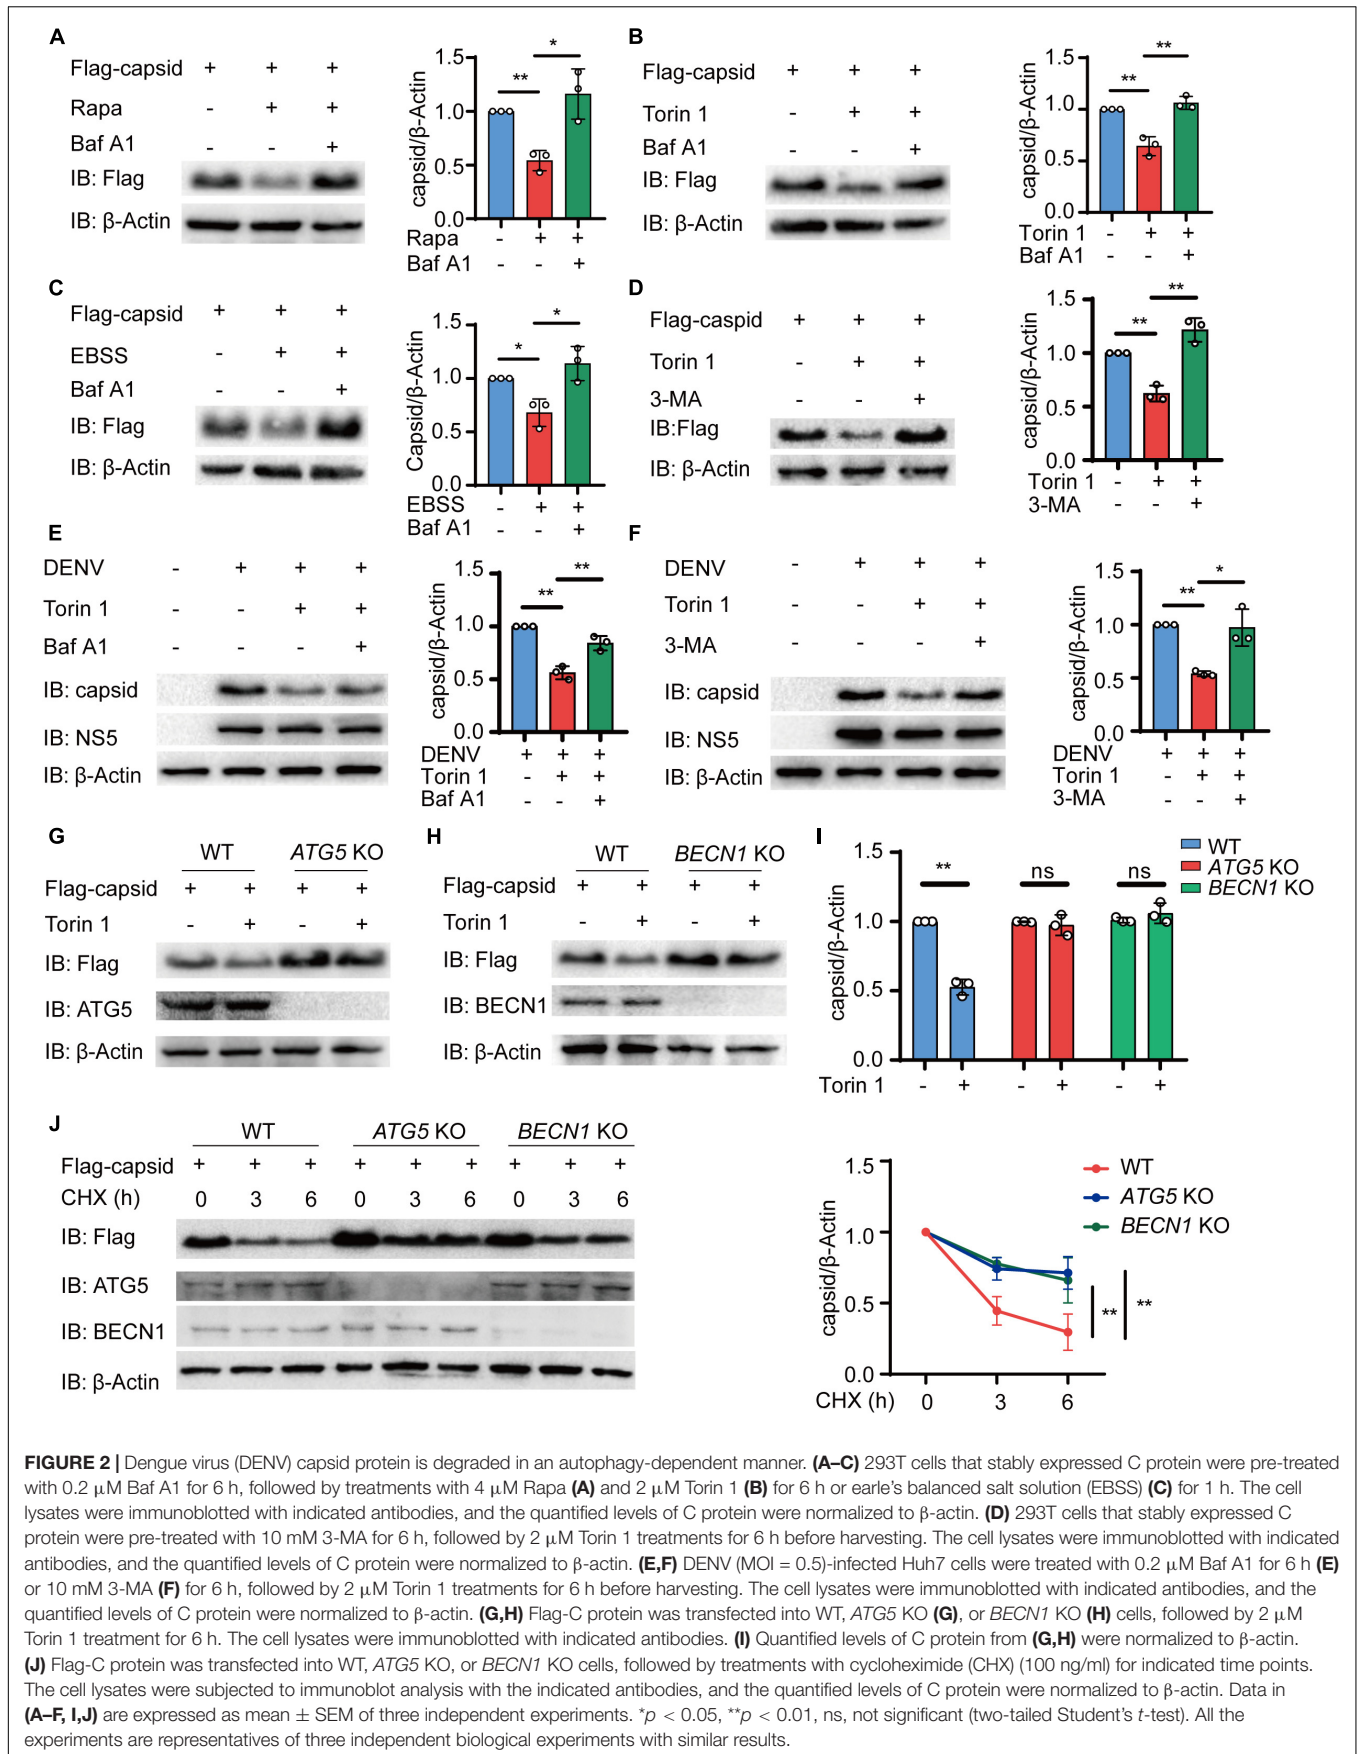 A
Flag-capsid + + +
Rapa - + +
Baf A1 - - +
IB: Flag
IB: β-Actin
capsid/β-Actin
1.5
1.0
0.5
0.0
** *
Rapa - + +
Baf A1 - - +
B
Flag-capsid + + +
Torin 1 - + +
Baf A1 - - +
IB: Flag
IB: β-Actin
capsid/β-Actin
1.5
1.0
0.5
0.0
** **
Torin 1 - + +
Baf A1 - - +
C
Flag-capsid + + +
EBSS - + +
Baf A1 - - +
IB: Flag
IB: β-Actin
Capsid/β-Actin
1.5
1.0
0.5
0.0
* *
EBSS - + +
Baf A1 - - +
D
Flag-caspid + + +
Torin 1 - + +
3-MA - - +
IB:Flag
IB: β-Actin
capsid/β-Actin
1.5
1.0
0.5
0.0
** **
Torin 1 - + +
3-MA - - +
E
DENV - + + +
Torin 1 - - + +
Baf A1 - - - +
IB: capsid
IB: NS5
IB: β-Actin
capsid/β-Actin
1.5
1.0
0.5
0.0
** **
DENV + + +
Torin 1 - + +
Baf A1 - - +
F
DENV - + + +
Torin 1 - - + +
3-MA - - - +
IB: capsid
IB: NS5
IB: β-Actin
capsid/β-Actin
1.5
1.0
0.5
0.0
** *
DENV + + +
Torin 1 - + +
3-MA - - +
G
WT ATG5 KO
Flag-capsid + + + +
Torin 1 - + - +
IB: Flag
IB: ATG5
IB: β-Actin
H
WT BECN1 KO
Flag-capsid + + + +
Torin 1 - + - +
IB: Flag
IB: BECN1
IB: β-Actin
I
WT
ATG5 KO
BECN1 KO
capsid/β-Actin
1.5
1.0
0.5
0.0
** ns ns
Torin 1 - + - + - +
J
WT ATG5 KO BECN1 KO
Flag-capsid + + + + + + + + +
CHX (h) 0 3 6 0 3 6 0 3 6
IB: Flag
IB: ATG5
IB: BECN1
IB: β-Actin
WT
ATG5 KO
BECN1 KO
capsid/β-Actin
1.5
1.0
0.5
0.0
** **
CHX (h) 0 3 6
FIGURE 2 | Dengue virus (DENV) capsid protein is degraded in an autophagy-dependent manner. (A–C) 293T cells that stably expressed C protein were pre-treated
with 0.2 μM Baf A1 for 6 h, followed by treatments with 4 μM Rapa (A) and 2 μM Torin 1 (B) for 6 h or earle's balanced salt solution (EBSS) (C) for 1 h. The cell
lysates were immunoblotted with indicated antibodies, and the quantified levels of C protein were normalized to β-actin. (D) 293T cells that stably expressed C
protein were pre-treated with 10 mM 3-MA for 6 h, followed by 2 μM Torin 1 treatments for 6 h before harvesting. The cell lysates were immunoblotted with indicated
antibodies, and the quantified levels of C protein were normalized to β-actin. (E,F) DENV (MOI = 0.5)-infected Huh7 cells were treated with 0.2 μM Baf A1 for 6 h (E)
or 10 mM 3-MA (F) for 6 h, followed by 2 μM Torin 1 treatments for 6 h before harvesting. The cell lysates were immunoblotted with indicated antibodies, and the
quantified levels of C protein were normalized to β-actin. (G,H) Flag-C protein was transfected into WT, ATG5 KO (G), or BECN1 KO (H) cells, followed by 2 μM
Torin 1 treatment for 6 h. The cell lysates were immunoblotted with indicated antibodies. (I) Quantified levels of C protein from (G,H) were normalized to β-actin.
(J) Flag-C protein was transfected into WT, ATG5 KO, or BECN1 KO cells, followed by treatments with cycloheximide (CHX) (100 ng/ml) for indicated time points.
The cell lysates were subjected to immunoblot analysis with the indicated antibodies, and the quantified levels of C protein were normalized to β-actin. Data in
(A–F, I,J) are expressed as mean ± SEM of three independent experiments. *p < 0.05, **p < 0.01, ns, not significant (two-tailed Student's t-test). All the
experiments are representatives of three independent biological experiments with similar results.